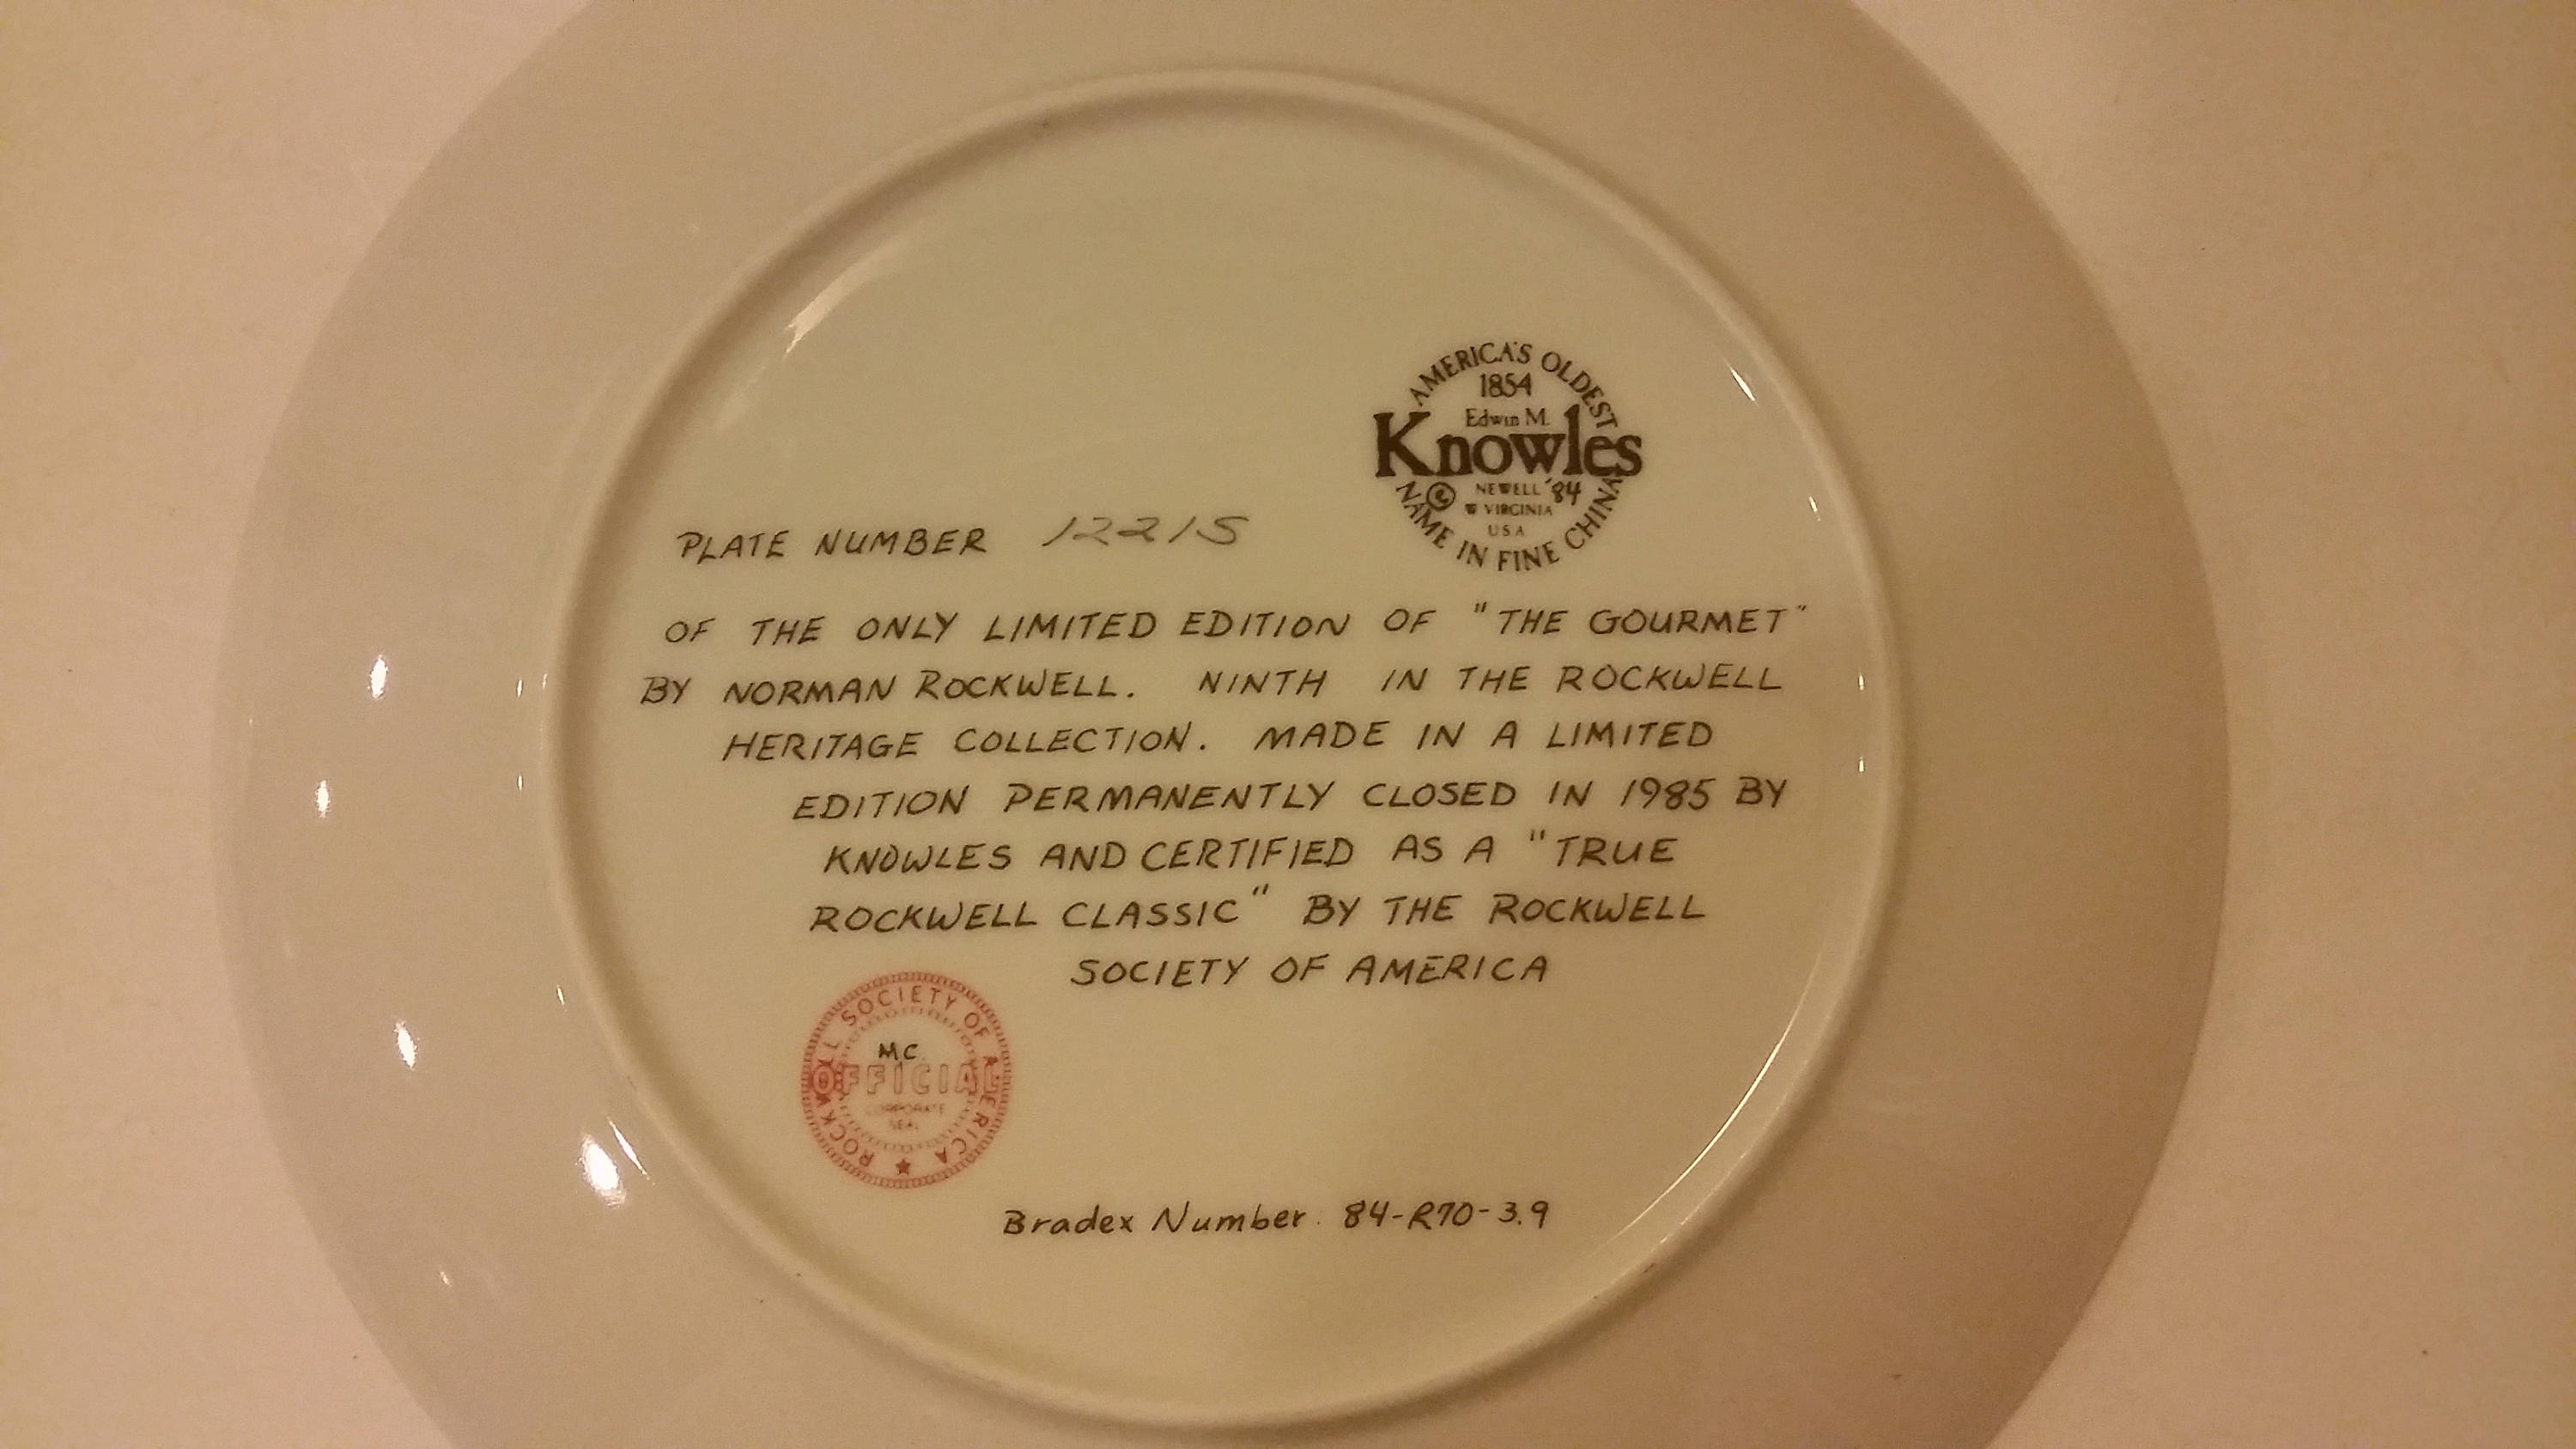 AMERICA'S OLDEST
1854
Edwin M.
Knowles
© NEWELL '84
W VIRGINIA
USA
NAME IN FINE CHINA
PLATE NUMBER 12215
OF THE ONLY LIMITED EDITION OF "THE GOURMET"
BY NORMAN ROCKWELL. NINTH IN THE ROCKWELL
HERITAGE COLLECTION. MADE IN A LIMITED
EDITION PERMANENTLY CLOSED IN 1985 BY
KNOWLES AND CERTIFIED AS A "TRUE
ROCKWELL CLASSIC" BY THE ROCKWELL
SOCIETY OF AMERICA
ROCKWELL SOCIETY OF AMERICA
MC
OFFICIAL
CORPORATE
SEAL
Bradex Number. 84-R70-3.9